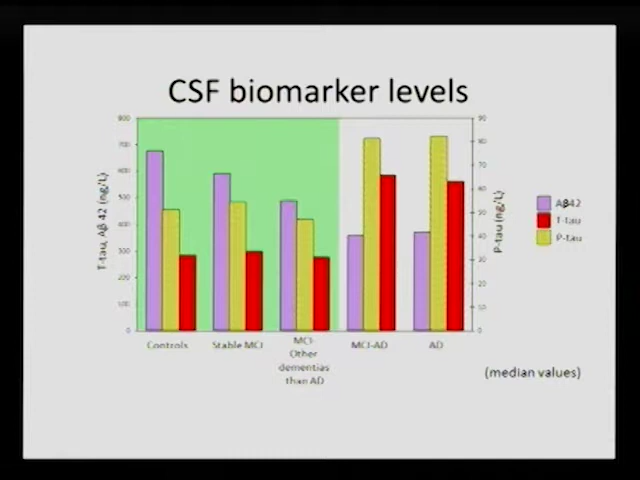 CSF biomarker levels
800
700
600
500
400
300
200
100
0
T-tau, Aβ 42 (ng/L)
90
80
70
60
50
40
30
20
10
0
P-tau (ng/L)
Aβ42
T-tau
P-tau
Controls
Stable MCI
MCI-
Other
dementias
than AD
MCI-AD
AD
(median values)